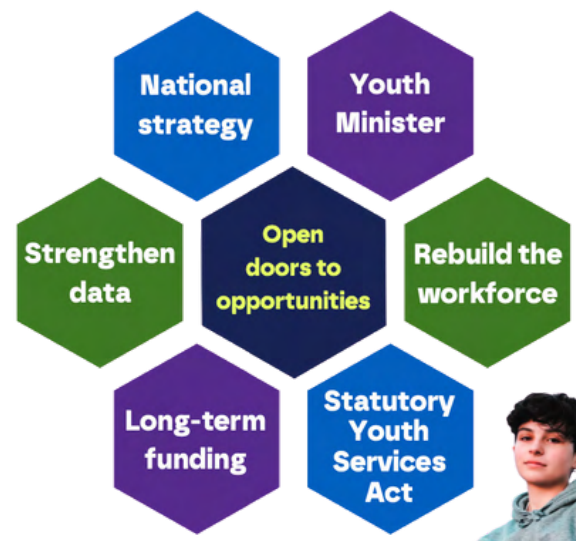 National
strategy
Youth
Minister
Strengthen
data
Open
doors to
opportunities
Rebuild the
workforce
Long-term
funding
Statutory
Youth
Services
Act